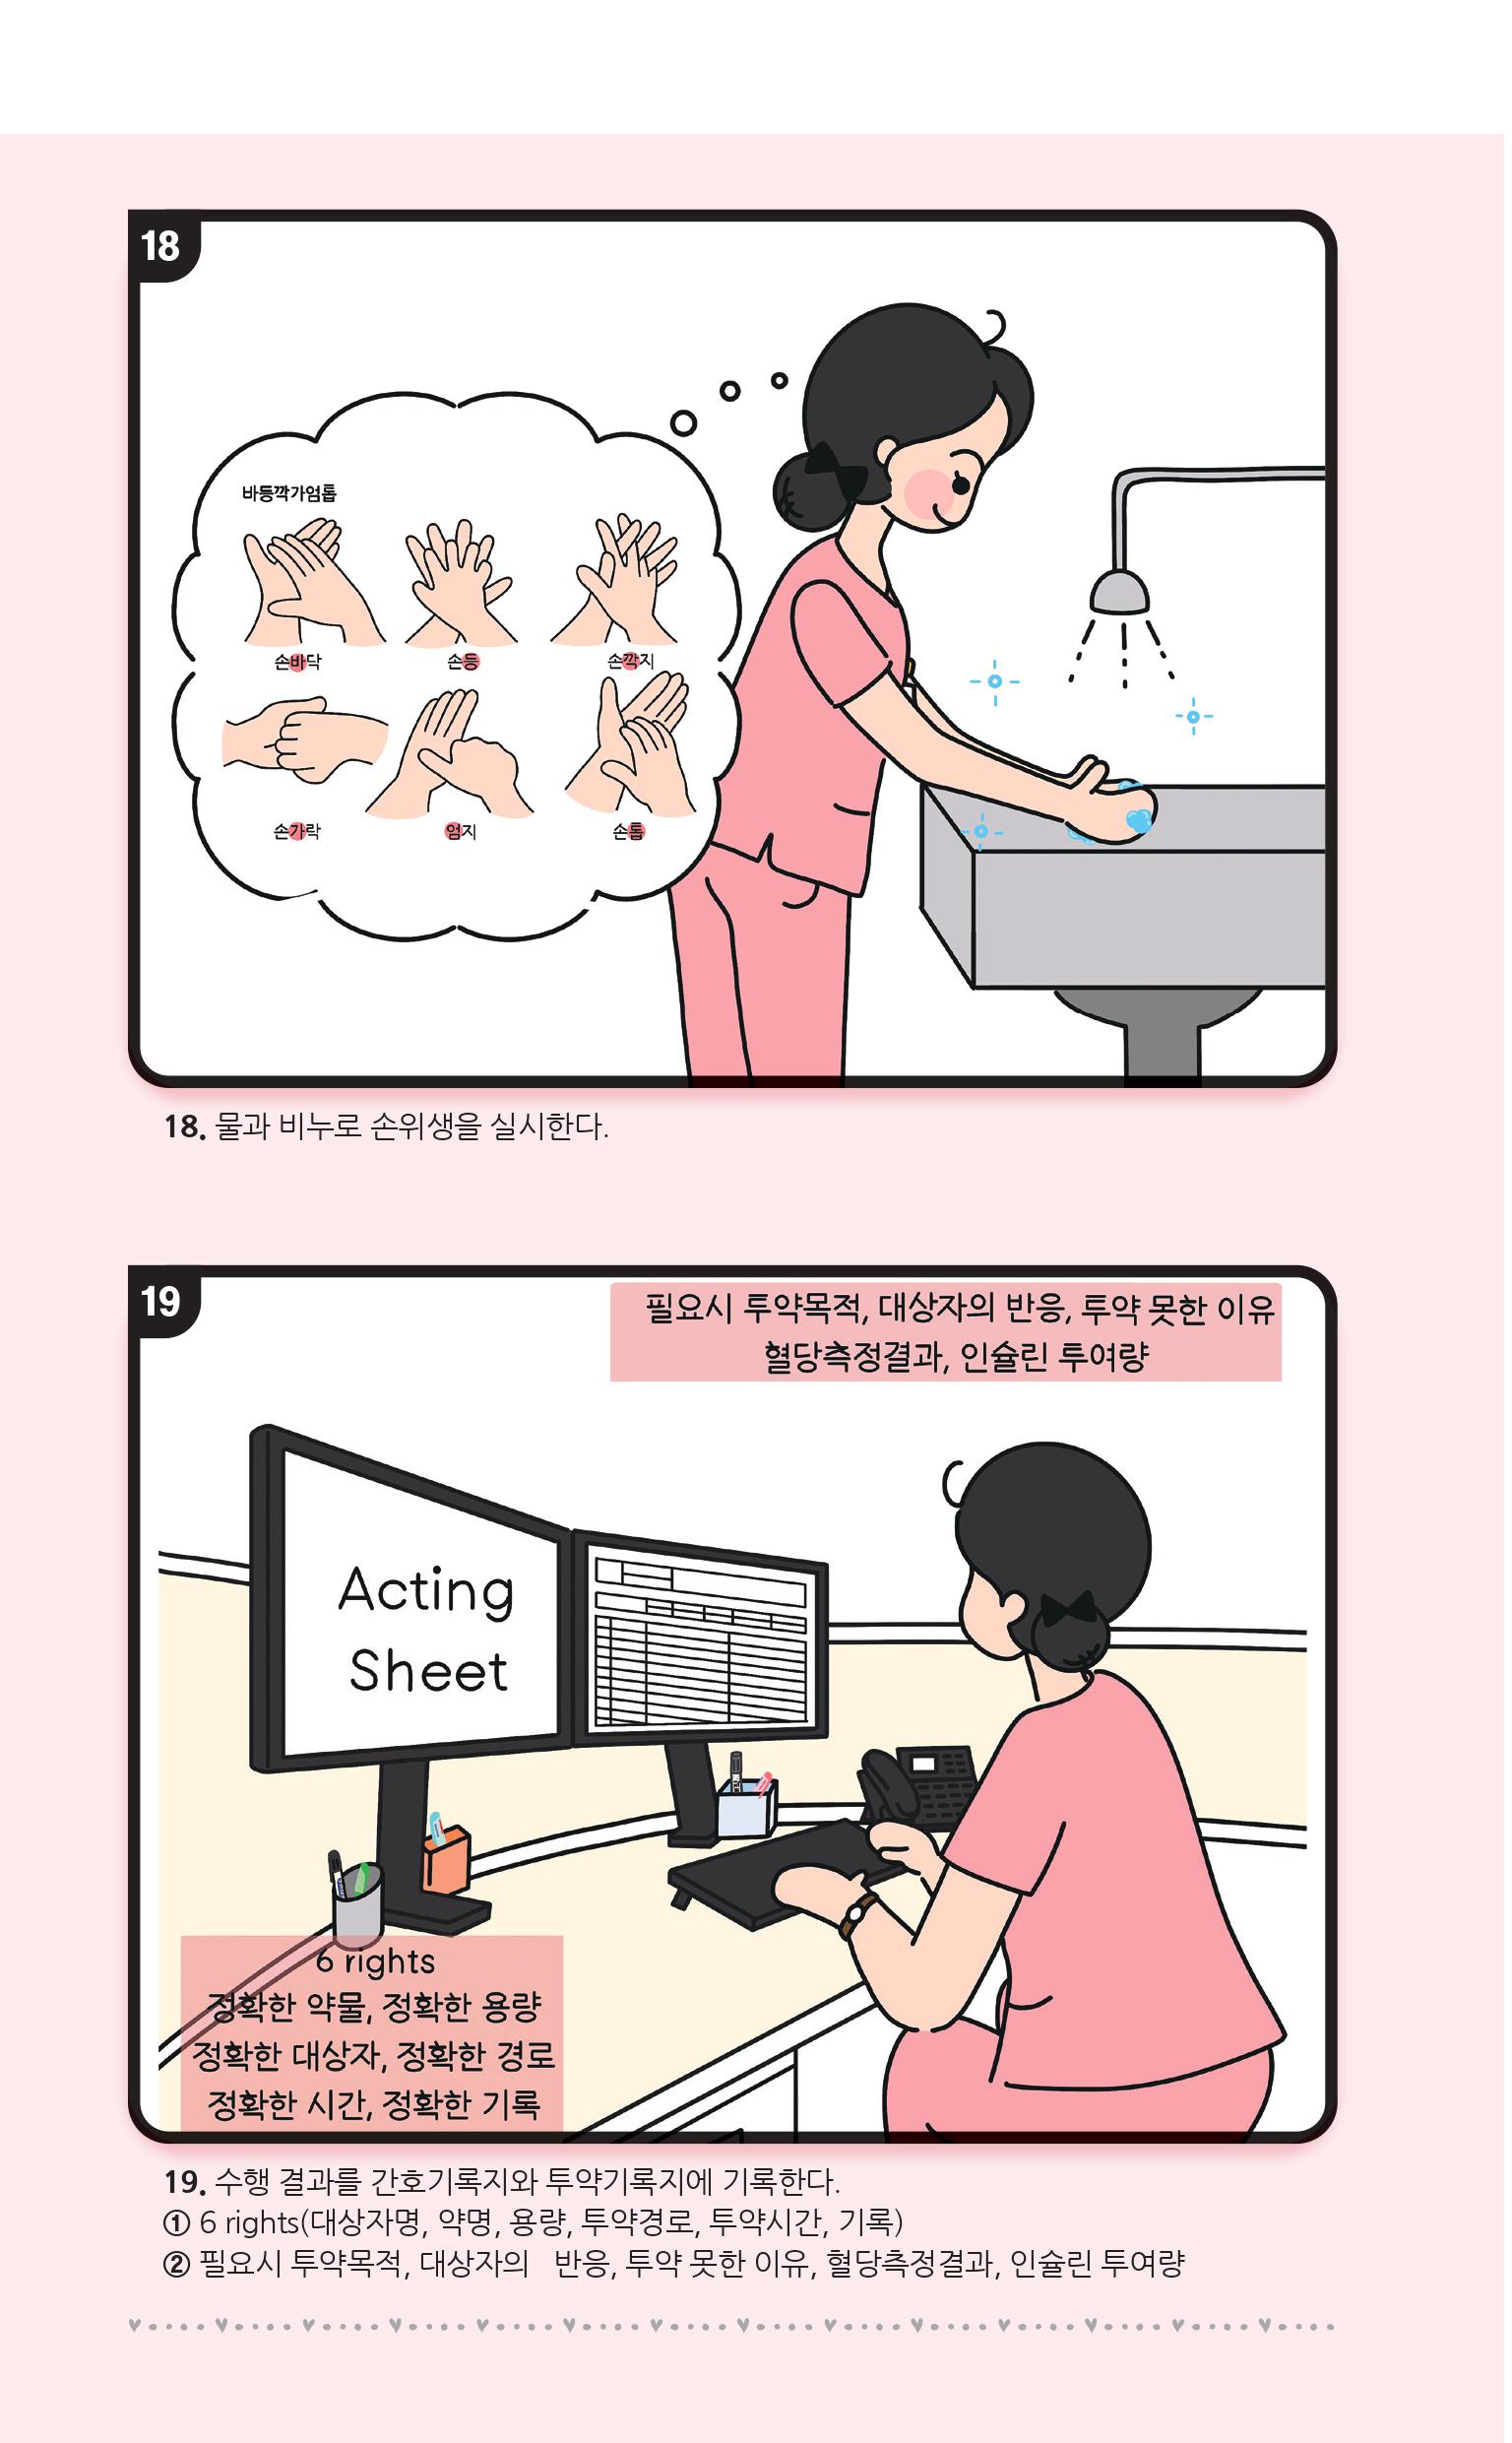 18
바등깍가엄톱
손바닥 손등 손깍지
손가락 엄지 손톱
18. 물과 비누로 손위생을 실시한다.
19
필요시 투약목적, 대상자의 반응, 투약 못한 이유
혈당측정결과, 인슐린 투여량
Acting
Sheet
6 rights
정확한 약물, 정확한 용량
정확한 대상자, 정확한 경로
정확한 시간, 정확한 기록
19. 수행 결과를 간호기록지와 투약기록지에 기록한다.
① 6 rights(대상자명, 약명, 용량, 투약경로, 투약시간, 기록)
② 필요시 투약목적, 대상자의 반응, 투약 못한 이유, 혈당측정결과, 인슐린 투여량